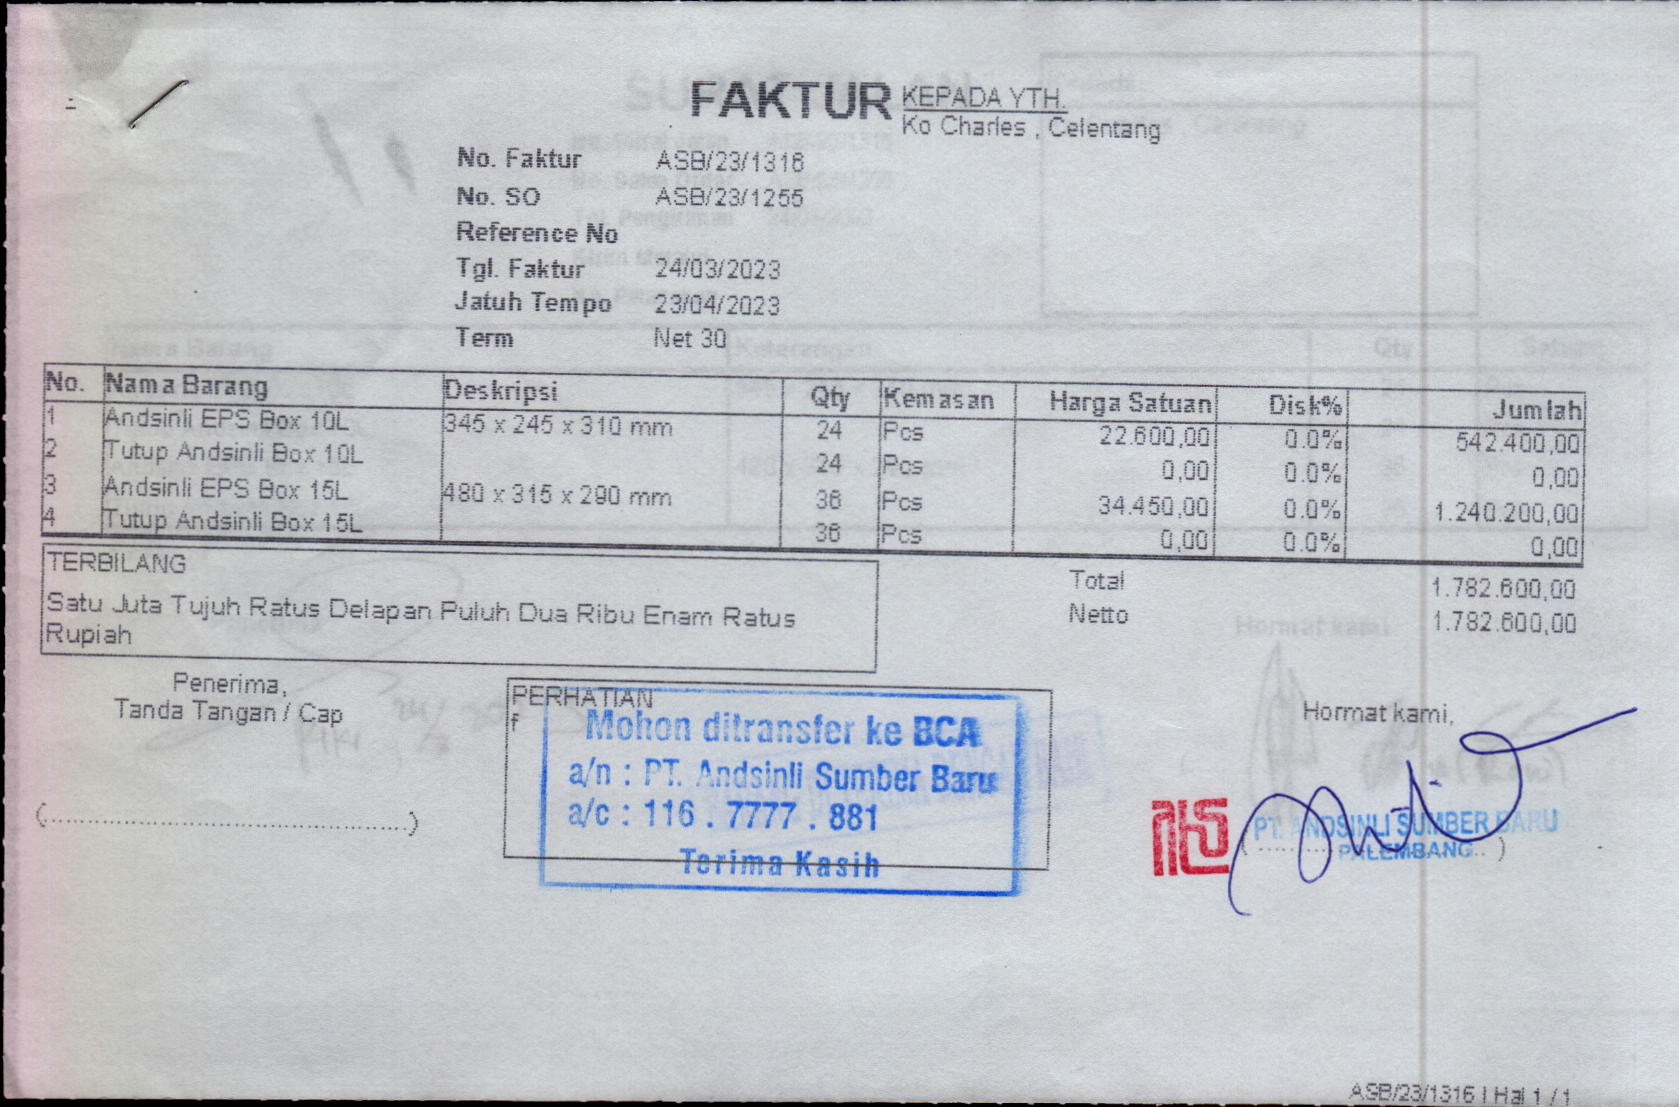 FAKTUR
KEPADA YTH.
Ko Charles , Celentang
No. Faktur ASB/23/1316
No. SO ASB/23/1255
Reference No
Tgl. Faktur 24/03/2023
Jatuh Tempo 23/04/2023
Term Net 30
No. Nama Barang Deskripsi Qty Kemasan Harga Satuan Disk% Jumlah
1 Andsinli EPS Box 10L 345 x 245 x 310 mm 24 Pcs 22.600,00 0.0% 542.400,00
2 Tutup Andsinli Box 10L 24 Pcs 0,00 0.0% 0,00
3 Andsinli EPS Box 15L 480 x 315 x 290 mm 36 Pcs 34.450,00 0.0% 1.240.200,00
4 Tutup Andsinli Box 15L 36 Pcs 0,00 0.0% 0,00
TERBILANG
Satu Juta Tujuh Ratus Delapan Puluh Dua Ribu Enam Ratus
Rupiah
Total 1.782.600,00
Netto 1.782.600,00
Penerima,
Tanda Tangan / Cap
(..........................................)
PERHATIAN
f
Mohon ditransfer ke BCA
a/n : PT. Andsinli Sumber Baru
a/c : 116 . 7777 . 881
Terima Kasih
Hormat kami,
PT. ANDSINLI SUMBER BARU
PALEMBANG
ASB/23/1316 | Hal 1 / 1